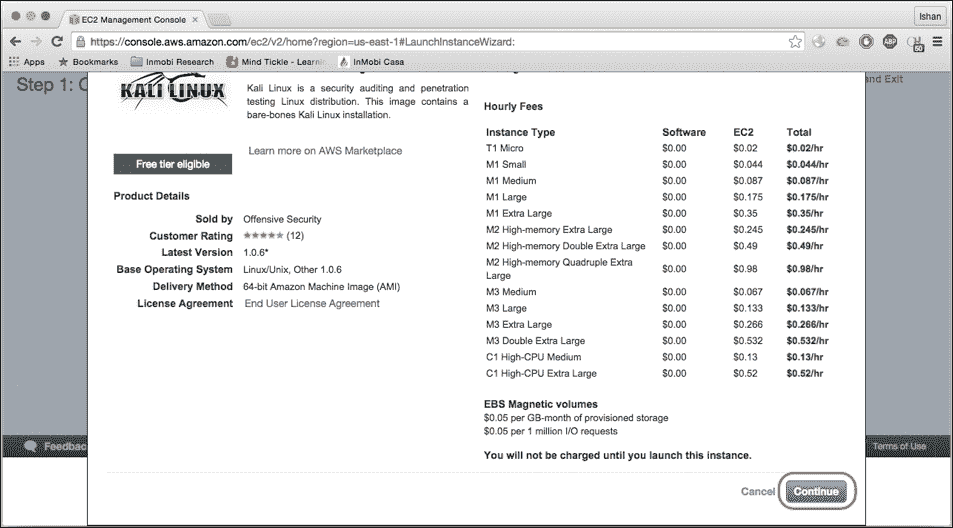 EC2 Management Console
Ishan
https://console.aws.amazon.com/ec2/v2/home?region=us-east-1#LaunchInstanceWizard:
ABP
50
Apps Bookmarks Inmobi Research Mind Tickle - Learni InMobi Casa
Step 1: C
and Exit
KALI LINUX
Kali Linux is a security auditing and penetration
testing Linux distribution. This image contains a
bare-bones Kali Linux installation.
Learn more on AWS Marketplace
Free tier eligible
Product Details
Sold by Offensive Security
Customer Rating ★★★★★ (12)
Latest Version 1.0.6*
Base Operating System Linux/Unix, Other 1.0.6
Delivery Method 64-bit Amazon Machine Image (AMI)
License Agreement End User License Agreement
Hourly Fees
Instance Type Software EC2 Total
T1 Micro $0.00 $0.02 $0.02/hr
M1 Small $0.00 $0.044 $0.044/hr
M1 Medium $0.00 $0.087 $0.087/hr
M1 Large $0.00 $0.175 $0.175/hr
M1 Extra Large $0.00 $0.35 $0.35/hr
M2 High-memory Extra Large $0.00 $0.245 $0.245/hr
M2 High-memory Double Extra Large $0.00 $0.49 $0.49/hr
M2 High-memory Quadruple Extra
Large $0.00 $0.98 $0.98/hr
M3 Medium $0.00 $0.067 $0.067/hr
M3 Large $0.00 $0.133 $0.133/hr
M3 Extra Large $0.00 $0.266 $0.266/hr
M3 Double Extra Large $0.00 $0.532 $0.532/hr
C1 High-CPU Medium $0.00 $0.13 $0.13/hr
C1 High-CPU Extra Large $0.00 $0.52 $0.52/hr
EBS Magnetic volumes
$0.05 per GB-month of provisioned storage
$0.05 per 1 million I/O requests
You will not be charged until you launch this instance.
Feedbac
Terms of Use
Cancel Continue